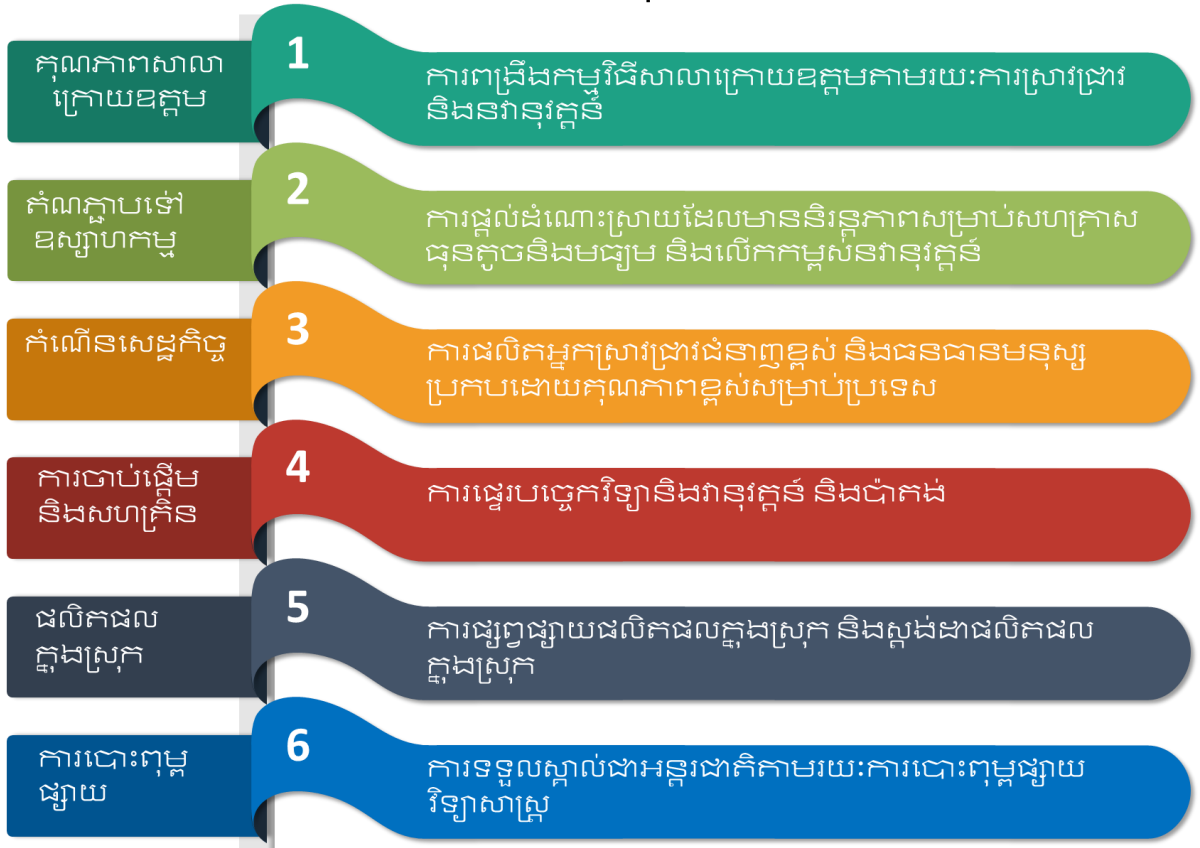 គុណភាពសាលា
ក្រោយឧត្តម
1
ការពង្រឹងកម្មវិធីសាលាក្រោយឧត្តមតាមរយៈការស្រាវជ្រាវ
និងនវានុវត្តន៍
តំណភ្ជាបទៅ
ឧស្សាហកម្ម
2
ការផ្តល់ដំណោះស្រាយដែលមាននិរន្តភាពសម្រាប់សហគ្រាស
ធុនតូចនិងមធ្យម និងលើកកម្ពស់នវានុវត្តន៍
កំណើនសេដ្ឋកិច្ច
3
ការផលិតអ្នកស្រាវជ្រាវជំនាញខ្ពស់ និងធនធានមនុស្ស
ប្រកបដោយគុណភាពខ្ពស់សម្រាប់ប្រទេស
ការចាប់ផ្តើម
និងសហគ្រិន
4
ការផ្ទេរបច្ចេកវិទ្យានិងវានុវត្តន៍ និងប៉ាតង់
ផលិតផល
ក្នុងស្រុក
5
ការផ្សព្វផ្សាយផលិតផលក្នុងស្រុក និងស្តង់ដាផលិតផល
ក្នុងស្រុក
ការបោះពុម្ព
ផ្សាយ
6
ការទទួលស្គាល់ជាអន្តរជាតិតាមរយៈការបោះពុម្ពផ្សាយ
វិទ្យាសាស្ត្រ